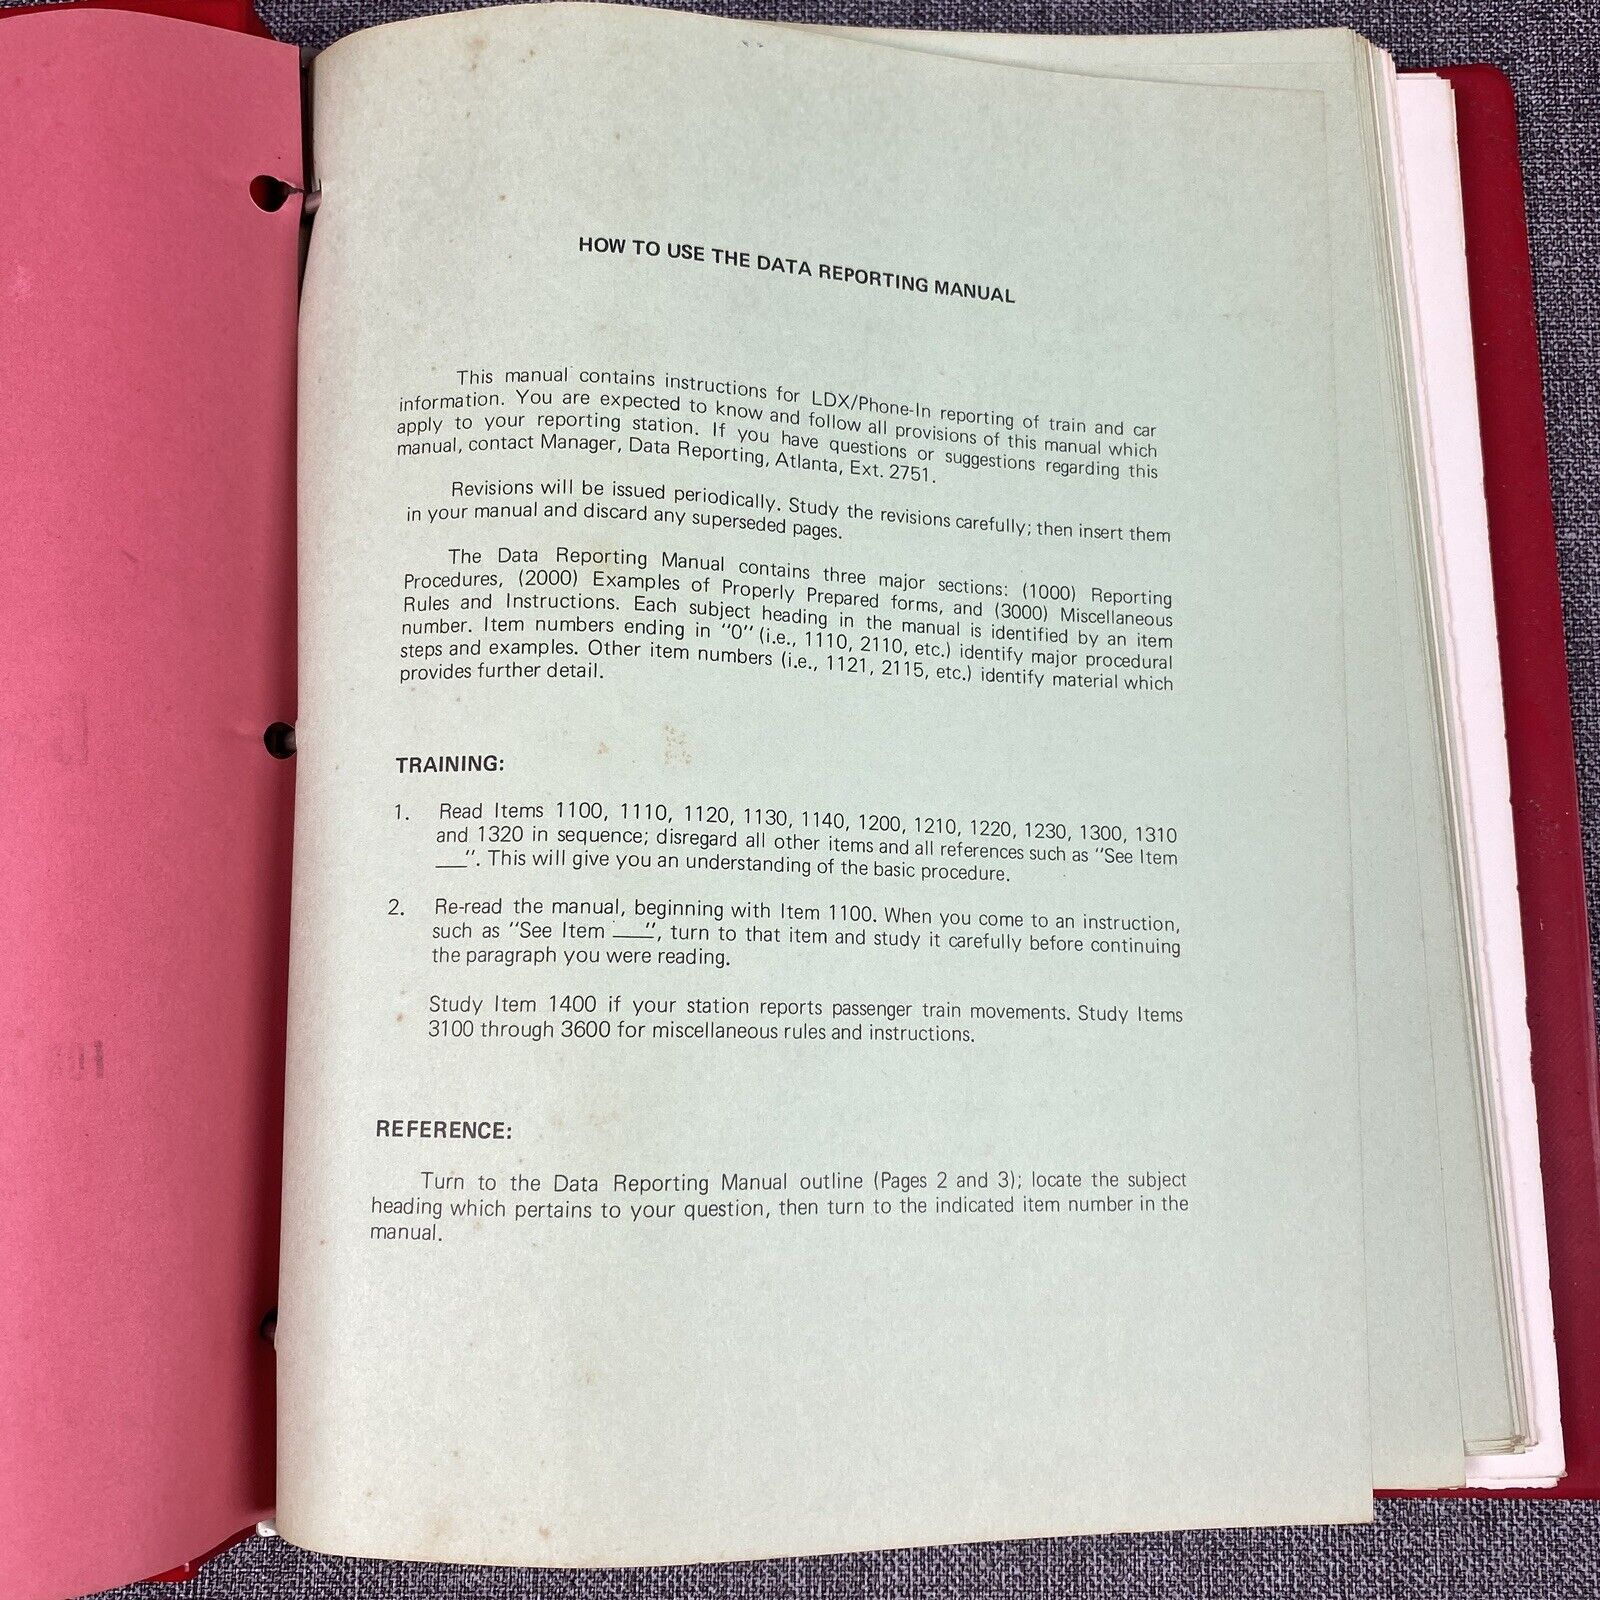 HOW TO USE THE DATA REPORTING MANUAL
This manual contains instructions for LDX/Phone-In reporting of train and car
information. You are expected to know and follow all provisions of this manual which
apply to your reporting station. If you have questions or suggestions regarding this
manual, contact Manager, Data Reporting, Atlanta, Ext. 2751.
Revisions will be issued periodically. Study the revisions carefully; then insert them
in your manual and discard any superseded pages.
The Data Reporting Manual contains three major sections: (1000) Reporting
Procedures, (2000) Examples of Properly Prepared forms, and (3000) Miscellaneous
Rules and Instructions. Each subject heading in the manual is identified by an item
number. Item numbers ending in "0" (i.e., 1110, 2110, etc.) identify major procedural
steps and examples. Other item numbers (i.e., 1121, 2115, etc.) identify material which
provides further detail.
TRAINING:
1. Read Items 1100, 1110, 1120, 1130, 1140, 1200, 1210, 1220, 1230, 1300, 1310
and 1320 in sequence; disregard all other items and all references such as "See Item
___". This will give you an understanding of the basic procedure.
2. Re-read the manual, beginning with Item 1100. When you come to an instruction,
such as "See Item ____", turn to that item and study it carefully before continuing
the paragraph you were reading.
Study Item 1400 if your station reports passenger train movements. Study Items
3100 through 3600 for miscellaneous rules and instructions.
REFERENCE:
Turn to the Data Reporting Manual outline (Pages 2 and 3); locate the subject
heading which pertains to your question, then turn to the indicated item number in the
manual.